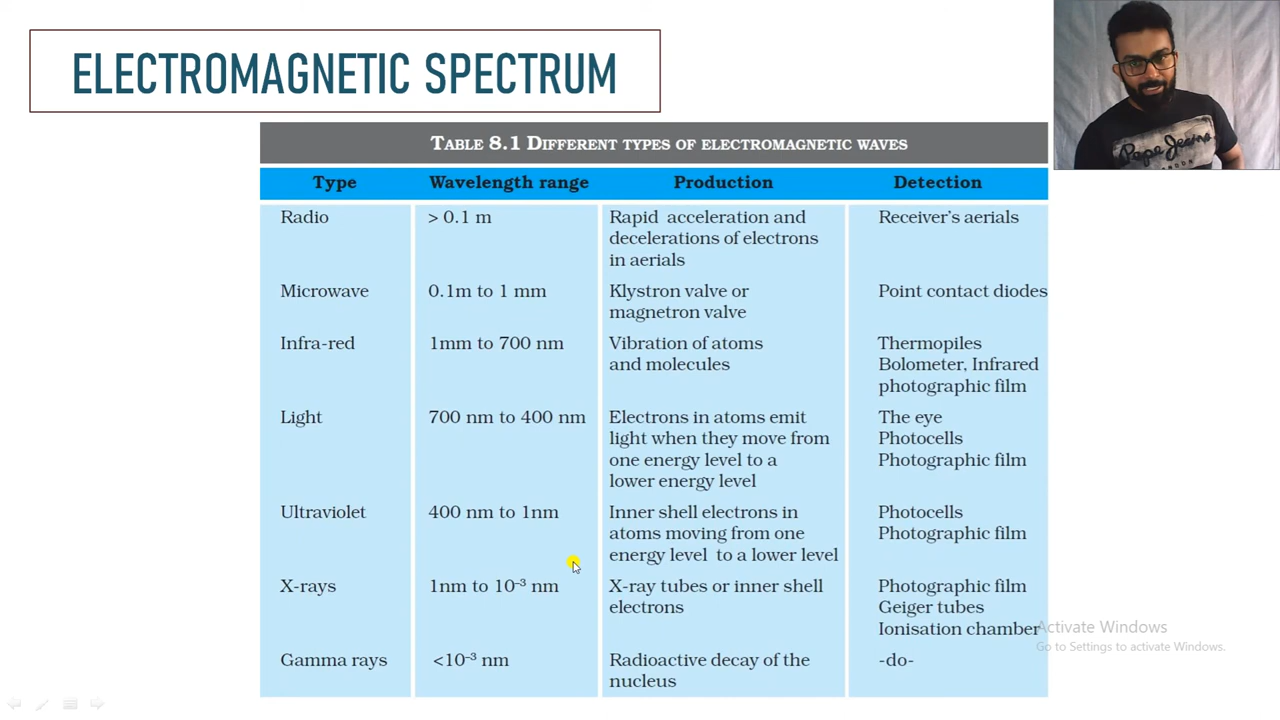 ELECTROMAGNETIC SPECTRUM
Pepe Jeans
LONDON
TABLE 8.1 DIFFERENT TYPES OF ELECTROMAGNETIC WAVES
Type Wavelength range Production Detection
Radio > 0.1 m Rapid acceleration and Receiver's aerials
decelerations of electrons
in aerials
Microwave 0.1m to 1 mm Klystron valve or Point contact diodes
magnetron valve
Infra-red 1mm to 700 nm Vibration of atoms Thermopiles
and molecules Bolometer, Infrared
photographic film
Light 700 nm to 400 nm Electrons in atoms emit The eye
light when they move from Photocells
one energy level to a Photographic film
lower energy level
Ultraviolet 400 nm to 1nm Inner shell electrons in Photocells
atoms moving from one Photographic film
energy level to a lower level
X-rays 1nm to 10⁻³ nm X-ray tubes or inner shell Photographic film
electrons Geiger tubes
Ionisation chamber
Gamma rays <10⁻³ nm Radioactive decay of the -do-
nucleus
Activate Windows
Go to Settings to activate Windows.